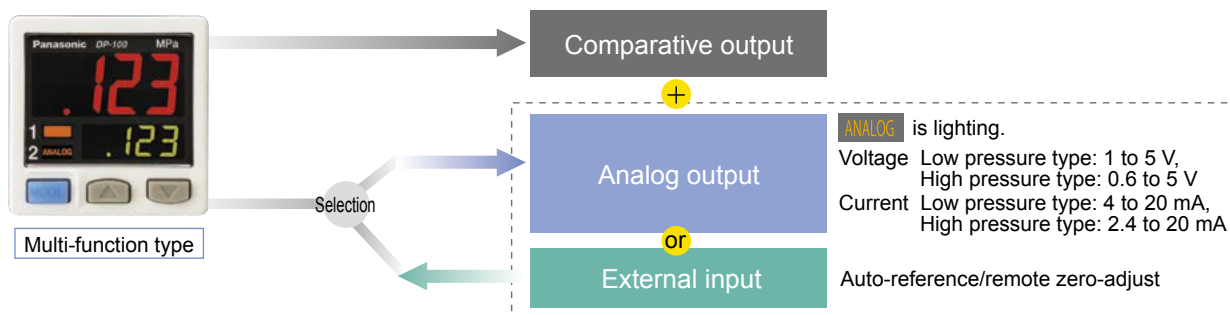 Panasonic DP-100 MPa
.123
1
2 ANALOG .123
MODE
Multi-function type
Selection
Comparative output
+
Analog output
or
External input
ANALOG is lighting.
Voltage Low pressure type: 1 to 5 V,
High pressure type: 0.6 to 5 V
Current Low pressure type: 4 to 20 mA,
High pressure type: 2.4 to 20 mA
Auto-reference/remote zero-adjust